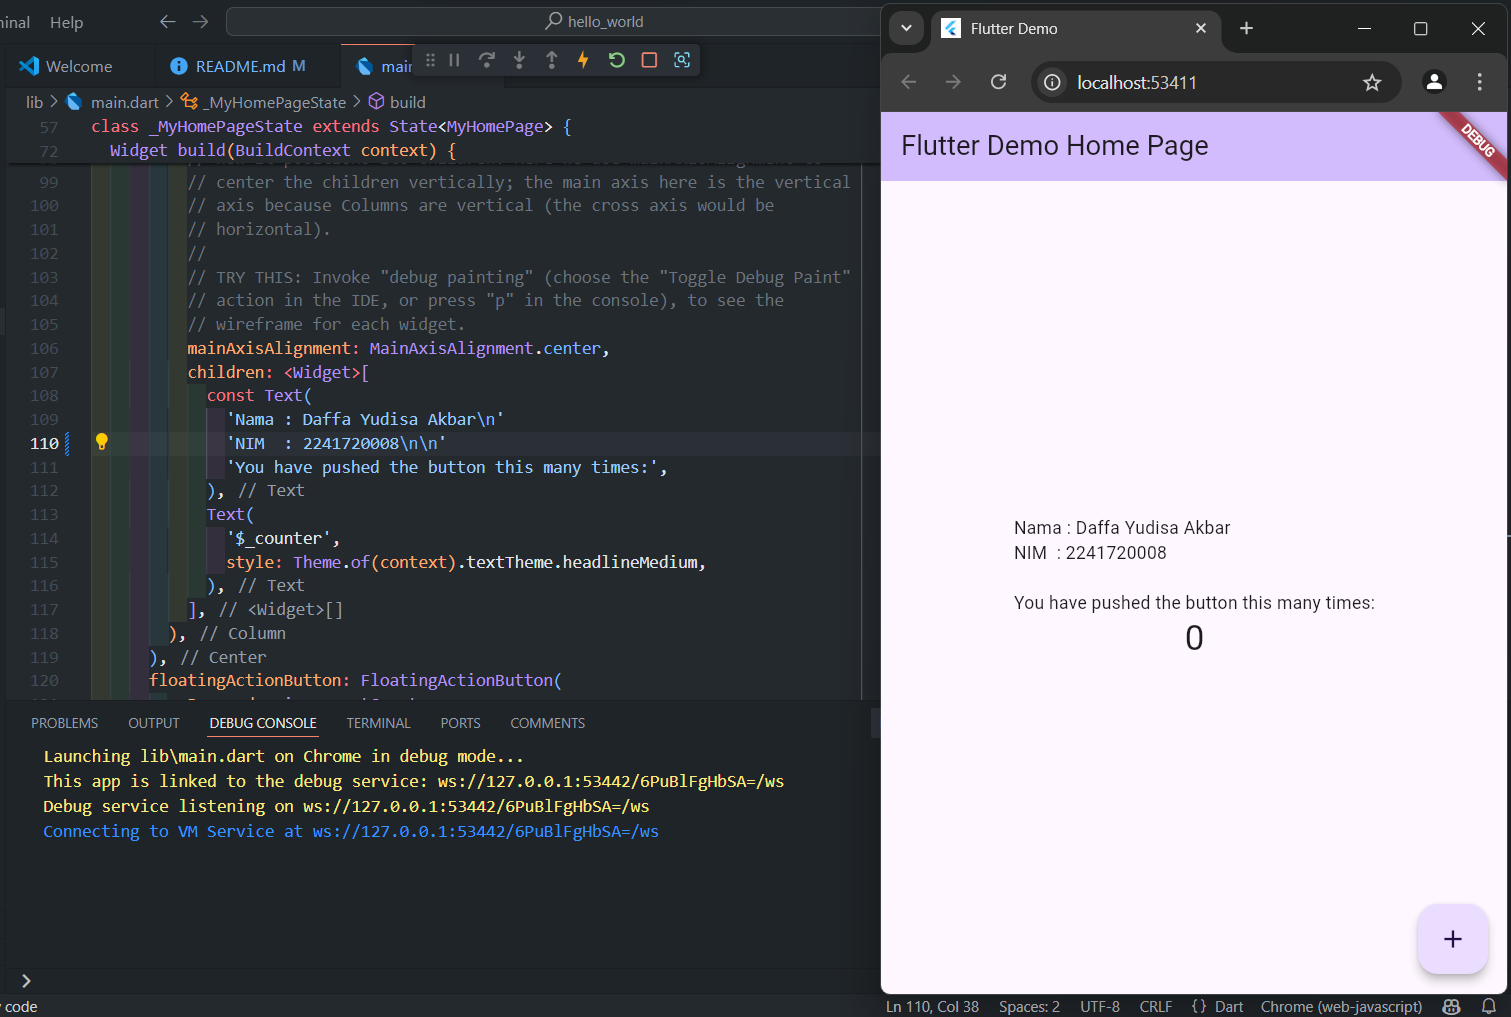 inal Help
hello_world
Welcome
README.md M
main
lib > main.dart > _MyHomePageState > build
57 class _MyHomePageState extends State<MyHomePage> {
72 Widget build(BuildContext context) {
99 // center the children vertically; the main axis here is the vertical
100 // axis because Columns are vertical (the cross axis would be
101 // horizontal).
102 //
103 // TRY THIS: Invoke "debug painting" (choose the "Toggle Debug Paint"
104 // action in the IDE, or press "p" in the console), to see the
105 // wireframe for each widget.
106 mainAxisAlignment: MainAxisAlignment.center,
107 children: <Widget>[
108 const Text(
109 'Nama : Daffa Yudisa Akbar\n'
110 'NIM  : 2241720008\n\n'
111 'You have pushed the button this many times:',
112 ), // Text
113 Text(
114 '$_counter',
115 style: Theme.of(context).textTheme.headlineMedium,
116 ), // Text
117 ], // <Widget>[]
118 ), // Column
119 ), // Center
120 floatingActionButton: FloatingActionButton(
PROBLEMS OUTPUT DEBUG CONSOLE TERMINAL PORTS COMMENTS
Launching lib\main.dart on Chrome in debug mode...
This app is linked to the debug service: ws://127.0.0.1:53442/6PuBlFgHbSA=/ws
Debug service listening on ws://127.0.0.1:53442/6PuBlFgHbSA=/ws
Connecting to VM Service at ws://127.0.0.1:53442/6PuBlFgHbSA=/ws
code
Ln 110, Col 38 Spaces: 2 UTF-8 CRLF {} Dart Chrome (web-javascript)
Flutter Demo
localhost:53411
Flutter Demo Home Page
DEBUG
Nama : Daffa Yudisa Akbar
NIM  : 2241720008
You have pushed the button this many times:
0
+